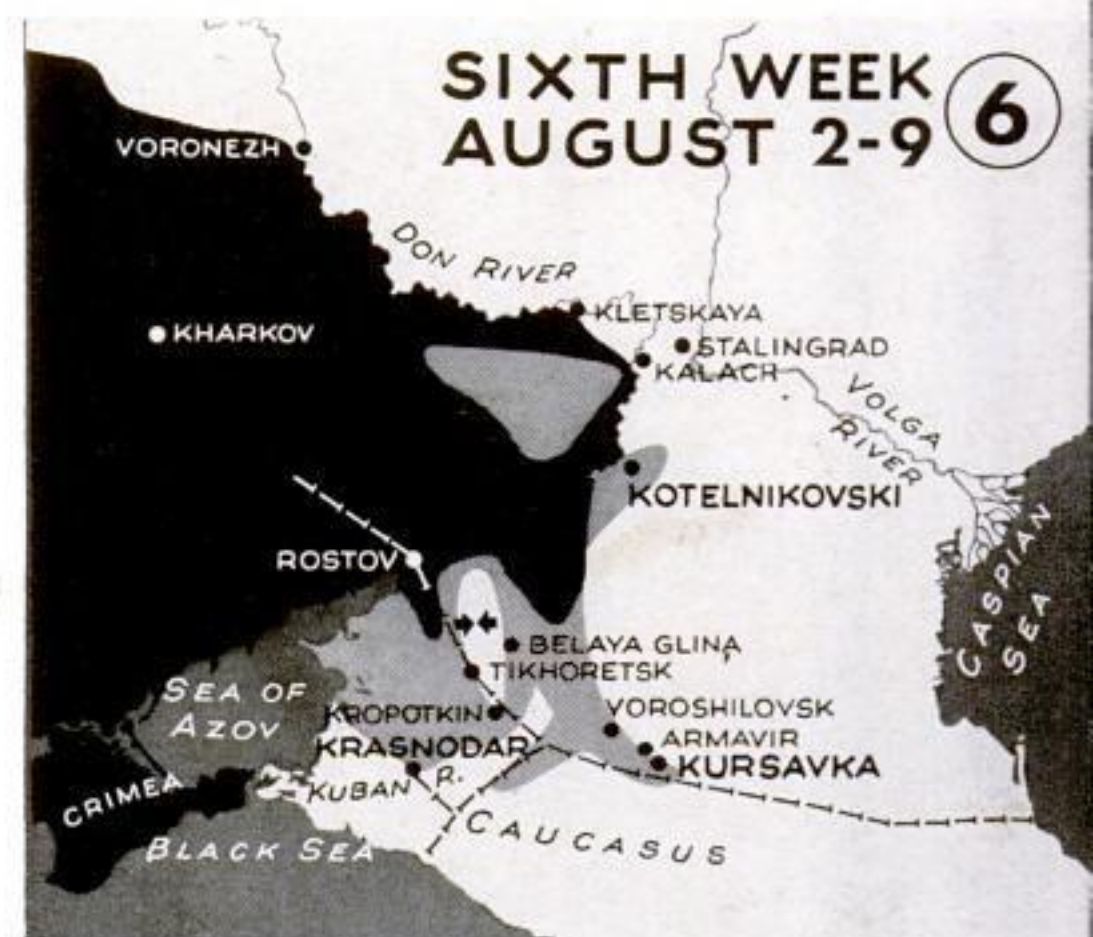 SIXTH WEEK
AUGUST 2-9
6
VORONEZH
DON RIVER
KHARKOV
KLETSKAYA
STALINGRAD
KALACH
VOLGA
RIVER
KOTELNIKOVSKI
ROSTOV
CASPIAN
SEA
BELAYA GLINA
TIKHORETSK
SEA OF
AZOV
KROPOTKIN
VOROSHILOVSK
KRASNODAR
ARMAVIR
KURSAVKA
KUBAN R.
CRIMEA
CAUCASUS
BLACK SEA